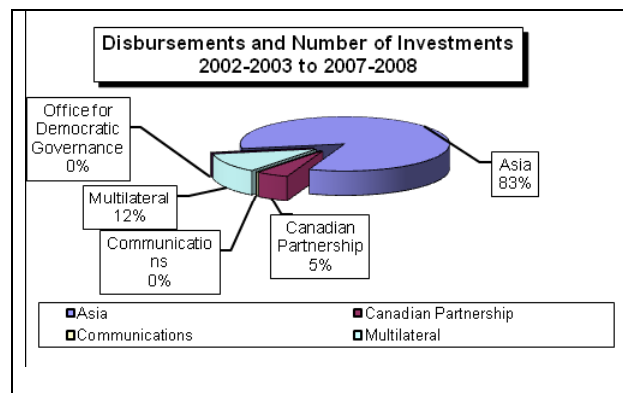 Disbursements and Number of Investments
2002-2003 to 2007-2008
Office for
Democratic
Governance
0%
Multilateral
12%
Communicatio
ns
0%
Canadian
Partnership
5%
Asia
83%
Asia
Canadian Partnership
Communications
Multilateral